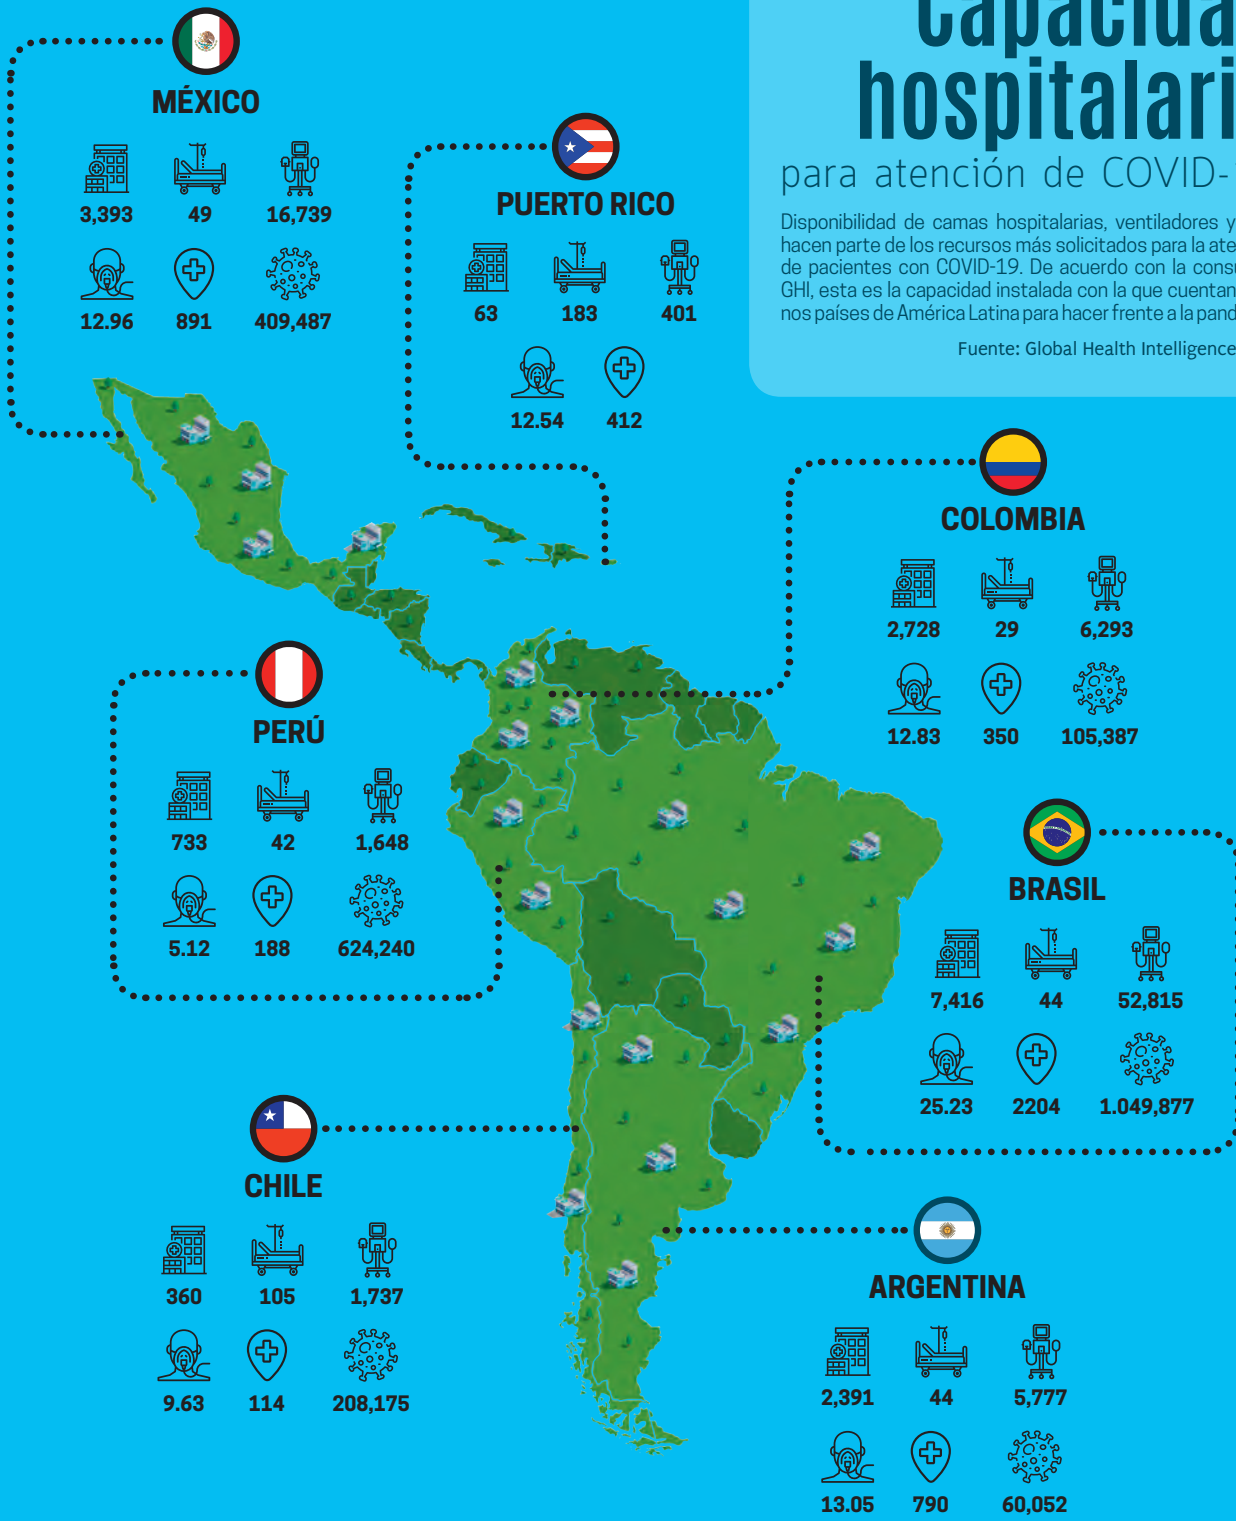 Capacida
hospitalari
para atención de COVID-
Disponibilidad de camas hospitalarias, ventiladores y
hacen parte de los recursos más solicitados para la ate
de pacientes con COVID-19. De acuerdo con la consu
GHI, esta es la capacidad instalada con la que cuentan
nos países de América Latina para hacer frente a la pand
Fuente: Global Health Intelligence
MÉXICO
3,393 49 16,739
12.96 891 409,487
PUERTO RICO
63 183 401
12.54 412
COLOMBIA
2,728 29 6,293
12.83 350 105,387
PERÚ
733 42 1,648
5.12 188 624,240
BRASIL
7,416 44 52,815
25.23 2204 1.049,877
CHILE
360 105 1,737
9.63 114 208,175
ARGENTINA
2,391 44 5,777
13.05 790 60,052